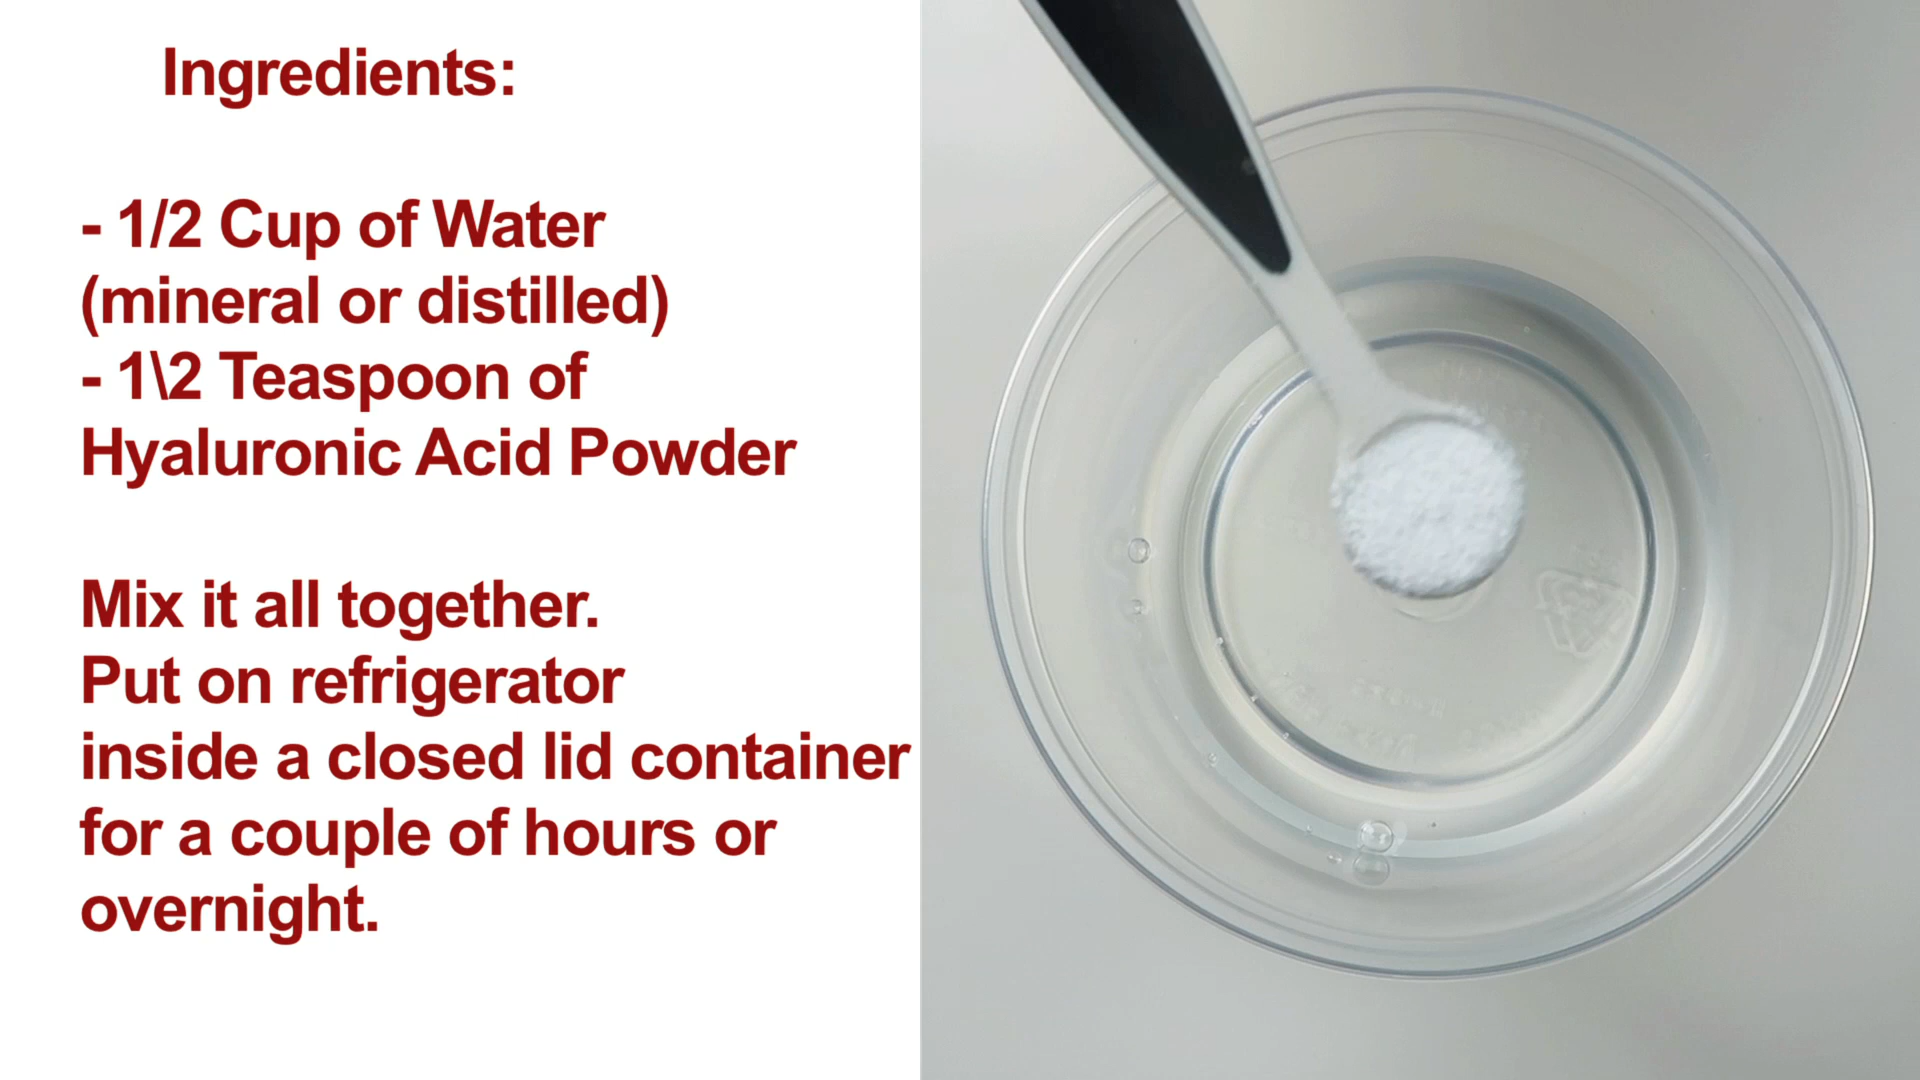 Ingredients:
- 1/2 Cup of Water
(mineral or distilled)
- 1\2 Teaspoon of
Hyaluronic Acid Powder
Mix it all together.
Put on refrigerator
inside a closed lid container
for a couple of hours or
overnight.